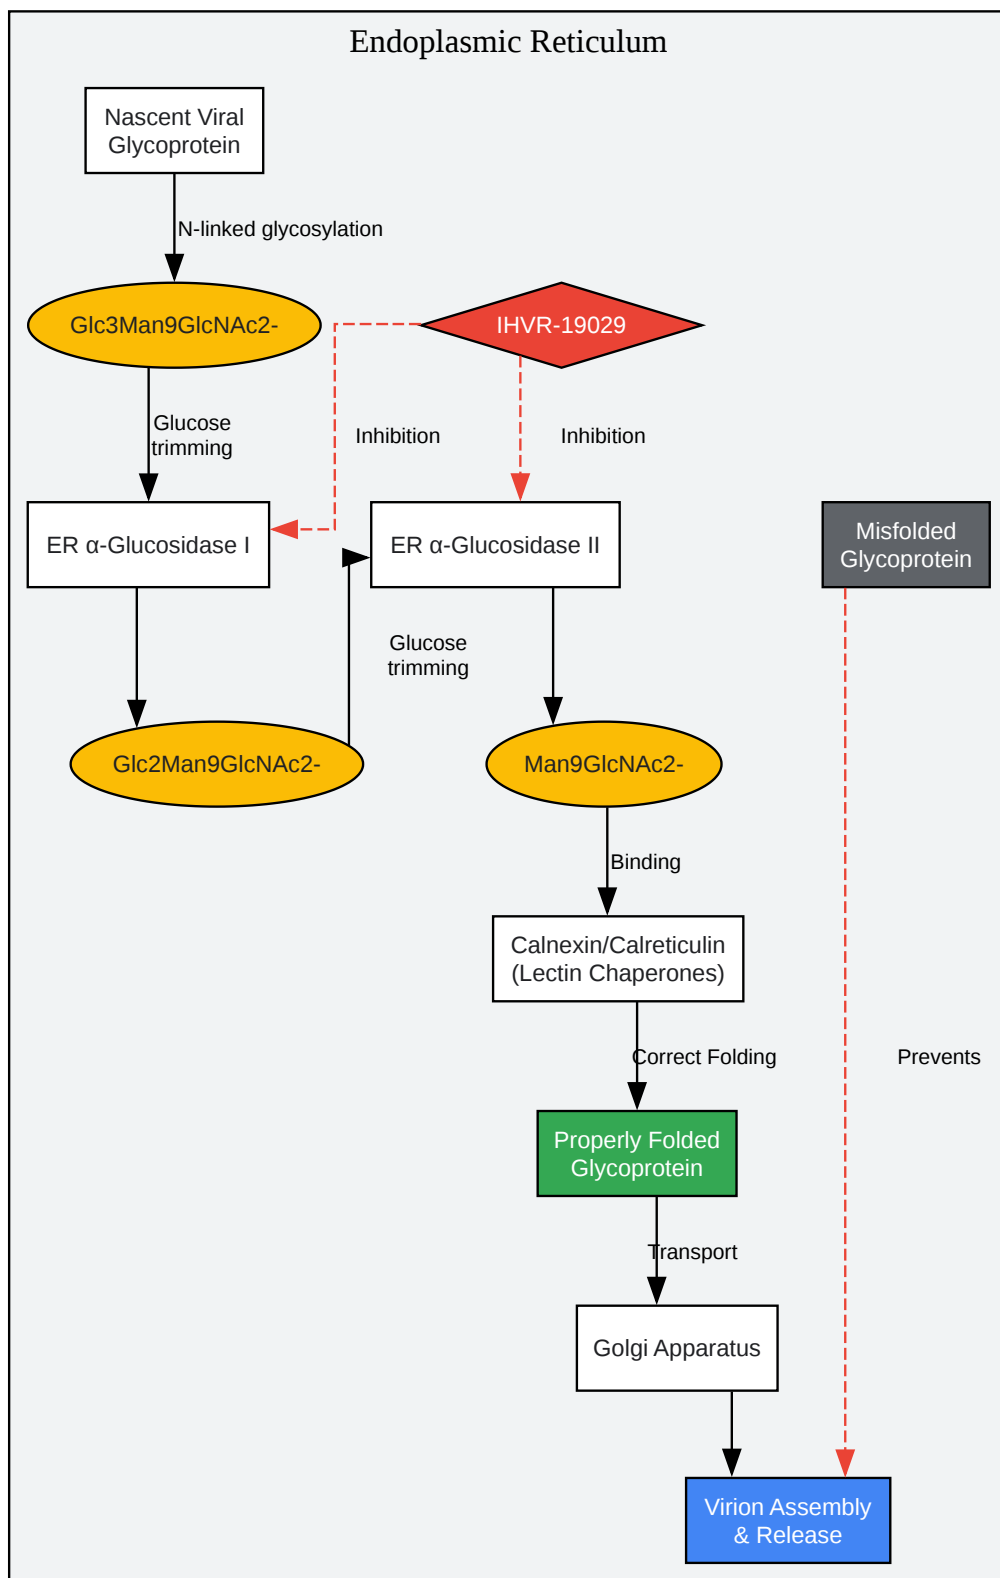 Endoplasmic Reticulum
Nascent Viral
Glycoprotein
N-linked glycosylation
Glc3Man9GlcNAc2-
IHVR-19029
Glucose
trimming
Inhibition
Inhibition
ER α-Glucosidase I
ER α-Glucosidase II
Misfolded
Glycoprotein
Glucose
trimming
Glc2Man9GlcNAc2-
Man9GlcNAc2-
Binding
Calnexin/Calreticulin
(Lectin Chaperones)
Correct Folding
Prevents
Properly Folded
Glycoprotein
Transport
Golgi Apparatus
Virion Assembly
& Release